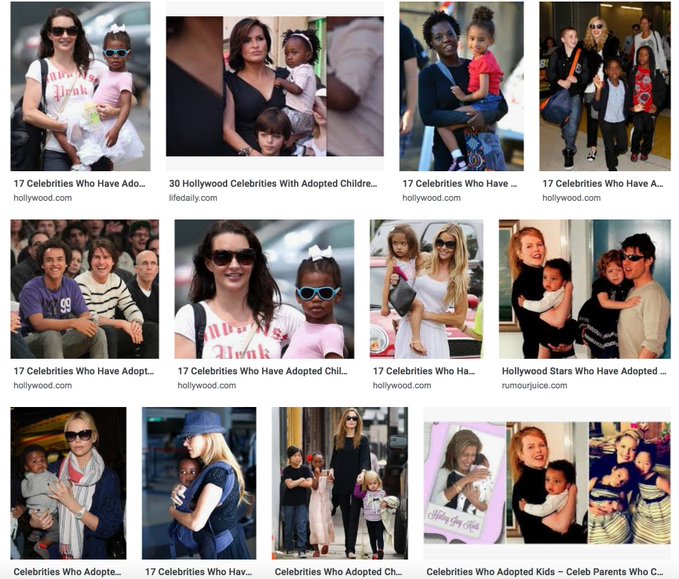 17 Celebrities Who Have Ado...
hollywood.com
30 Hollywood Celebrities With Adopted Childre...
lifedaily.com
17 Celebrities Who Have ...
hollywood.com
17 Celebrities Who Have A...
hollywood.com
99
17 Celebrities Who Have Adopt...
hollywood.com
Punk
17 Celebrities Who Have Adopted Chil...
hollywood.com
17 Celebrities Who Ha...
hollywood.com
Hollywood Stars Who Have Adopted ...
rumourjuice.com
Celebrities Who Adopte...
17 Celebrities Who Hav...
Celebrities Who Adopted Ch...
Celebrities Who Adopted Kids – Celeb Parents Who C...